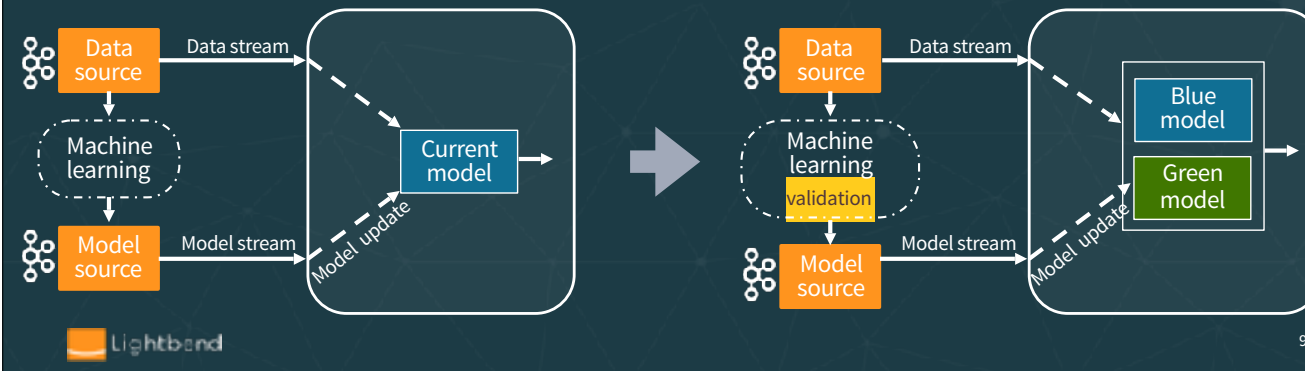 Data
source
Data stream
Machine
learning
Current
model
Model
source
Model stream
Model update
Data
source
Data stream
Machine
learning
validation
Blue
model
Green
model
Model
source
Model stream
Model update
Lightbend
9